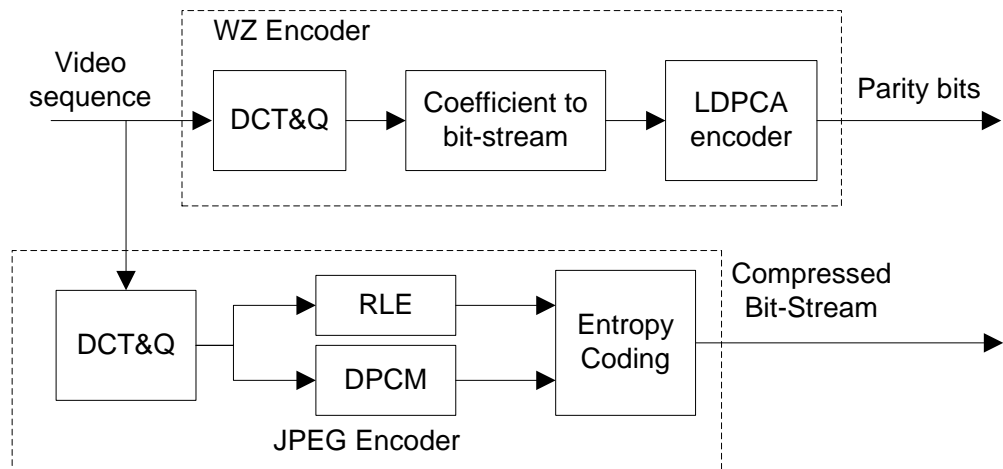 WZ Encoder
Video
sequence
DCT&Q
Coefficient to
bit-stream
LDPCA
encoder
Parity bits
DCT&Q
RLE
DPCM
Entropy
Coding
JPEG Encoder
Compressed
Bit-Stream